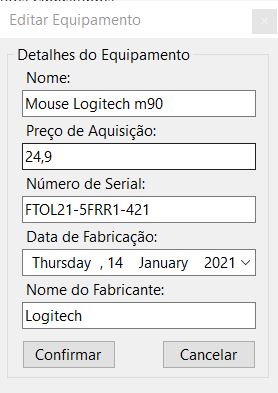 Editar Equipamento
Detalhes do Equipamento
Nome:
Mouse Logitech m90
Preço de Aquisição:
24,9
Número de Serial:
FTOL21-5FRR1-421
Data de Fabricação:
Thursday , 14 January 2021
Nome do Fabricante:
Logitech
Confirmar Cancelar